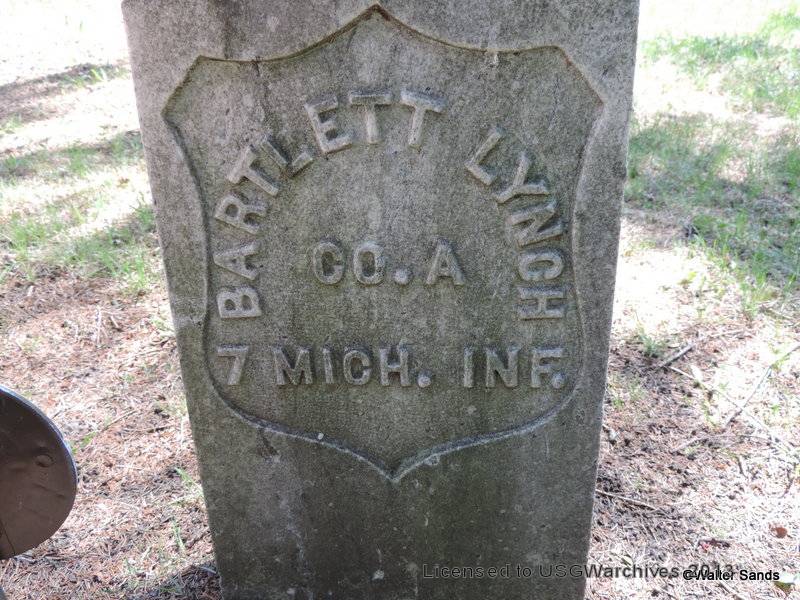 BARTLETT LYNCH
CO. A
7 MICH. INF.
Licensed to USGWarchives 2013
©Walter Sands